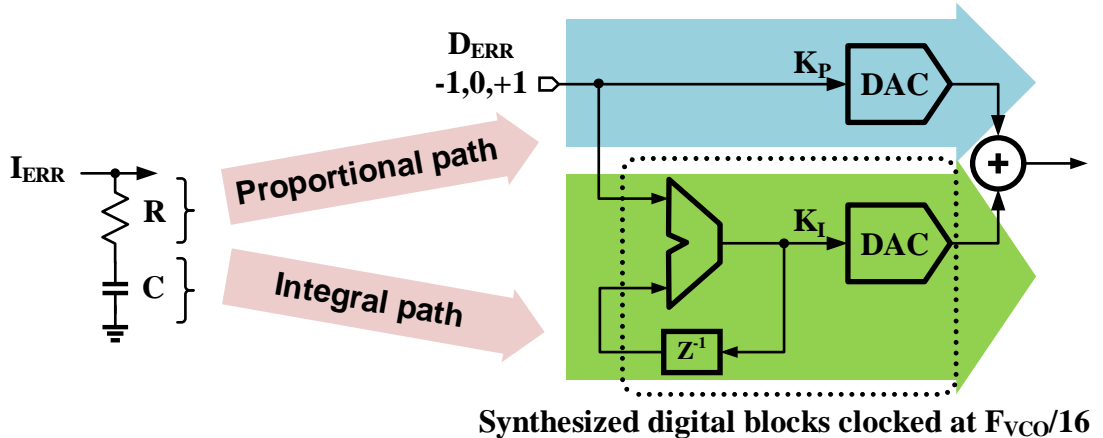 D_ERR
-1,0,+1
K_P
DAC
Proportional path
I_ERR
R
+
K_I
DAC
C
Integral path
Z^-1
Synthesized digital blocks clocked at F_VCO/16